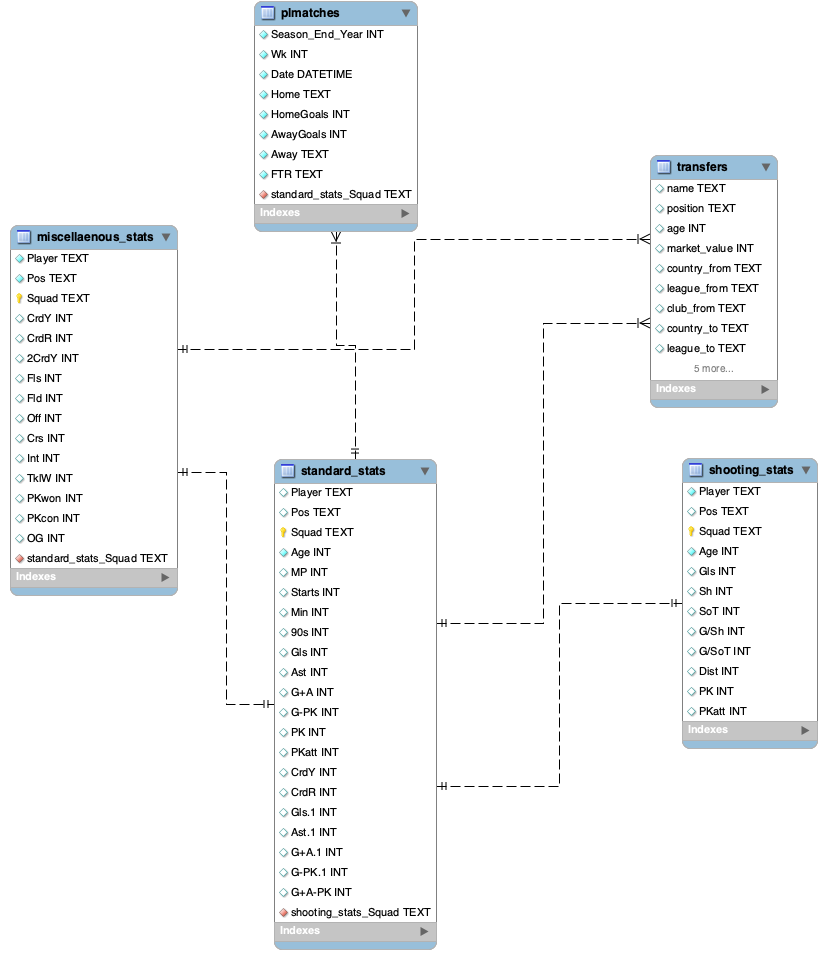 plmatches
Season_End_Year INT
Wk INT
Date DATETIME
Home TEXT
HomeGoals INT
AwayGoals INT
Away TEXT
FTR TEXT
standard_stats_Squad TEXT
Indexes
transfers
name TEXT
position TEXT
age INT
market_value INT
country_from TEXT
league_from TEXT
club_from TEXT
country_to TEXT
league_to TEXT
5 more...
Indexes
miscellaenous_stats
Player TEXT
Pos TEXT
Squad TEXT
CrdY INT
CrdR INT
2CrdY INT
Fls INT
Fld INT
Off INT
Crs INT
Int INT
TklW INT
PKwon INT
PKcon INT
OG INT
standard_stats_Squad TEXT
Indexes
standard_stats
Player TEXT
Pos TEXT
Squad TEXT
Age INT
MP INT
Starts INT
Min INT
90s INT
Gls INT
Ast INT
G+A INT
G-PK INT
PK INT
PKatt INT
CrdY INT
CrdR INT
Gls.1 INT
Ast.1 INT
G+A.1 INT
G-PK.1 INT
G+A-PK INT
shooting_stats_Squad TEXT
Indexes
shooting_stats
Player TEXT
Pos TEXT
Squad TEXT
Age INT
Gls INT
Sh INT
SoT INT
G/Sh INT
G/SoT INT
Dist INT
PK INT
PKatt INT
Indexes